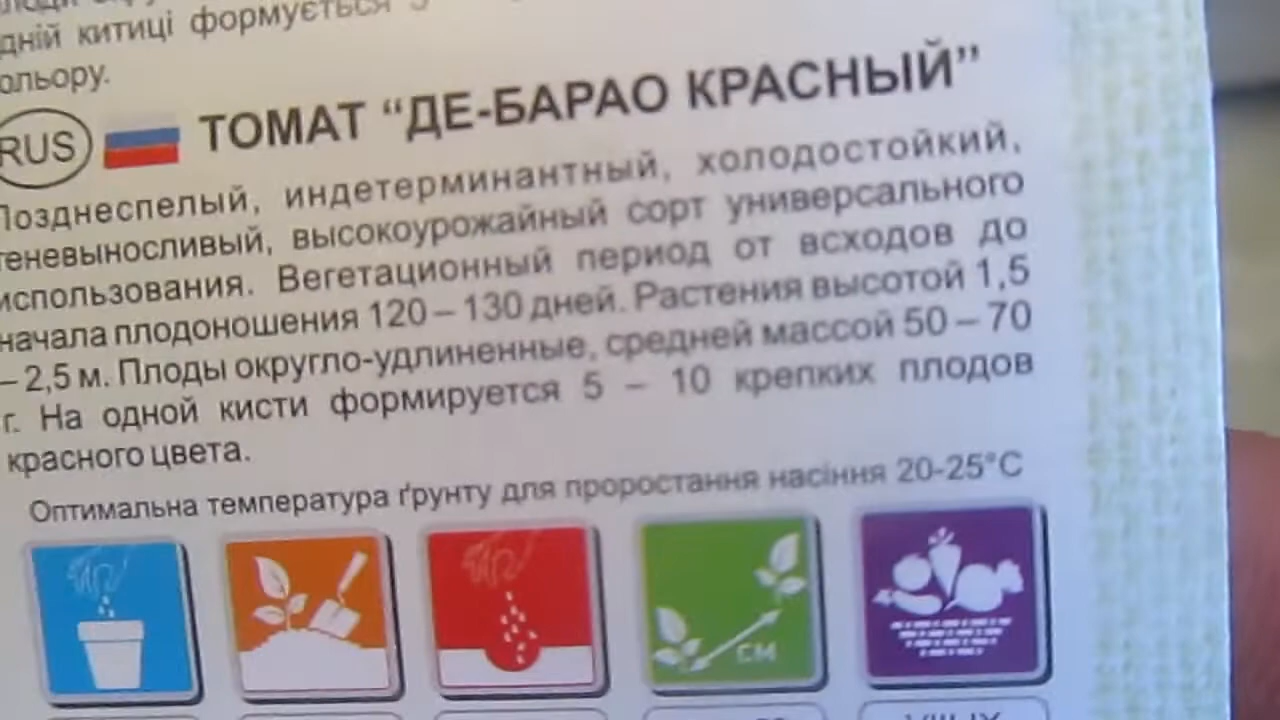 дній китиці формується 5
ольору.
RUS ТОМАТ “ДЕ-БАРАО КРАСНЫЙ”
Позднеспелый, индетерминантный, холодостойкий,
теневыносливый, высокоурожайный сорт универсального
использования. Вегетационный период от всходов до
начала плодоношения 120 – 130 дней. Растения высотой 1,5
– 2,5 м. Плоды округло-удлиненные, средней массой 50 – 70
г. На одной кисти формируется 5 – 10 крепких плодов
красного цвета.
Оптимальна температура ґрунту для проростання насіння 20-25°С
СМ